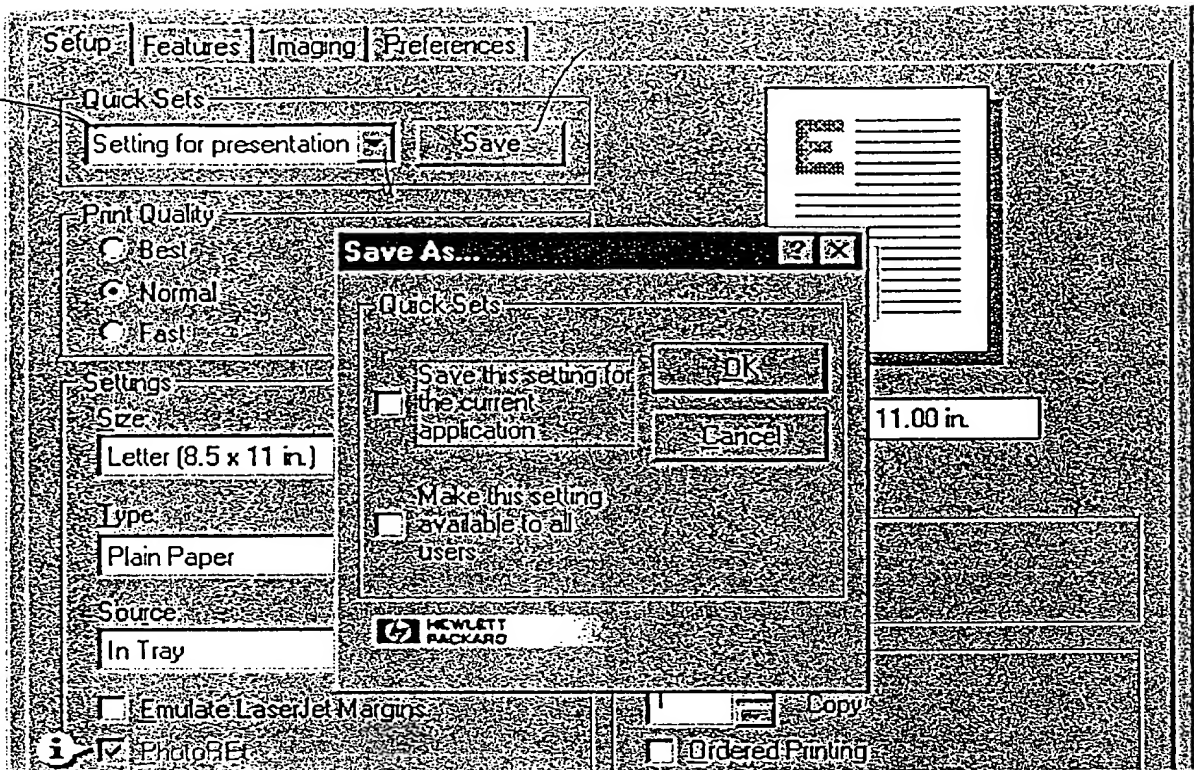 Setup Features Imaging Preferences
Quick Sets
Setting for presentation Save
Print Quality
Best
Normal
Fast
Save As...
Quick Sets
Save this setting for
the current
application
OK
Cancel
Make this setting
available to all
users
HEWLETT
PACKARD
Settings
Size
Letter (8.5 x 11 in.)
11.00 in.
Type
Plain Paper
Source
In Tray
Emulate LaserJet Margins
PhotoREt
1 Copy
Ordered Printing